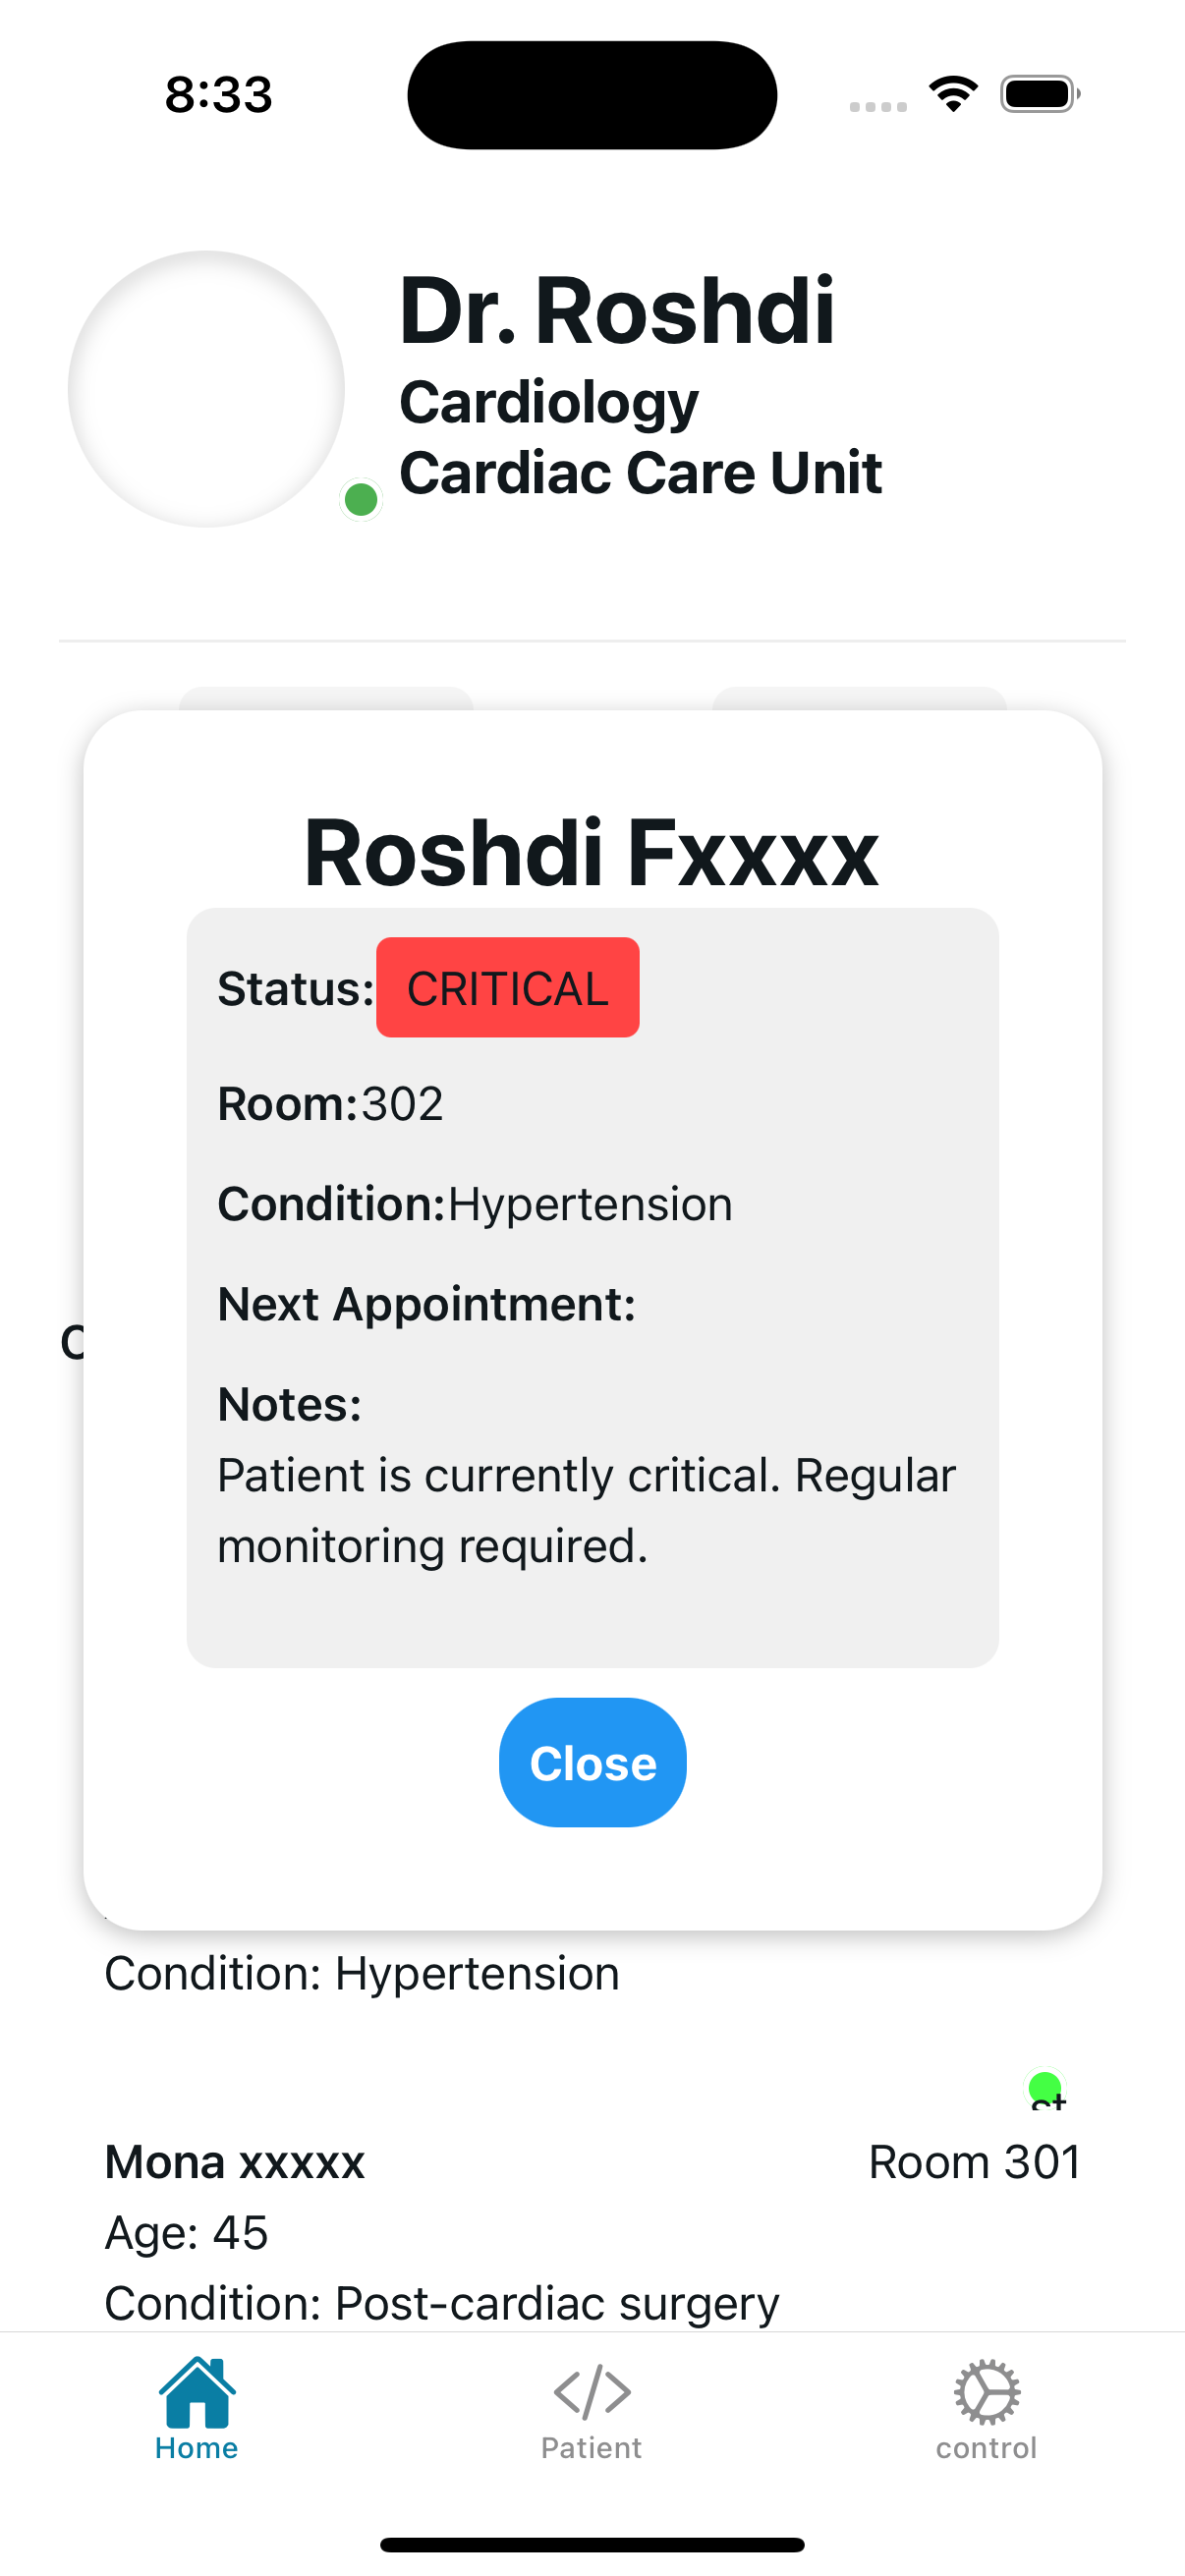 8:33
Dr. Roshdi
Cardiology
Cardiac Care Unit
Roshdi Fxxxx
Status: CRITICAL
Room:302
Condition:Hypertension
Next Appointment:
Notes:
Patient is currently critical. Regular
monitoring required.
Close
Condition: Hypertension
Mona xxxxx Room 301
Age: 45
Condition: Post-cardiac surgery
Home Patient control